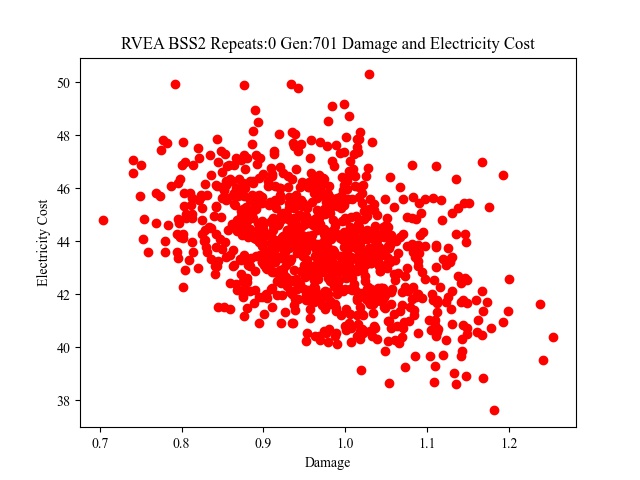 RVEA BSS2 Repeats:0 Gen:701 Damage and Electricity Cost
50
48
46
44
42
40
38
Electricity Cost
0.7 0.8 0.9 1.0 1.1 1.2
Damage